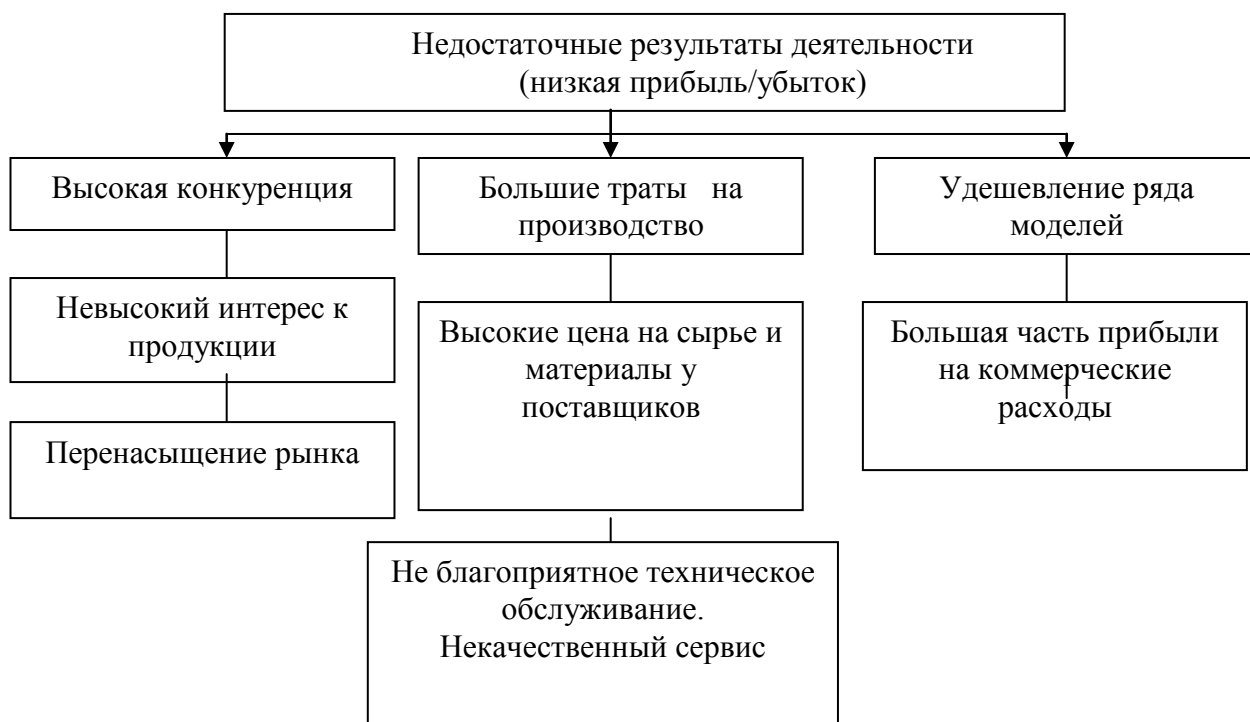 Недостаточные результаты деятельности
(низкая прибыль/убыток)
Высокая конкуренция
Большие траты на
производство
Удешевление ряда
моделей
Невысокий интерес к
продукции
Высокие цена на сырье и
материалы у
поставщиков
Большая часть прибыли
на коммерческие
расходы
Перенасыщение рынка
Не благоприятное техническое
обслуживание.
Некачественный сервис